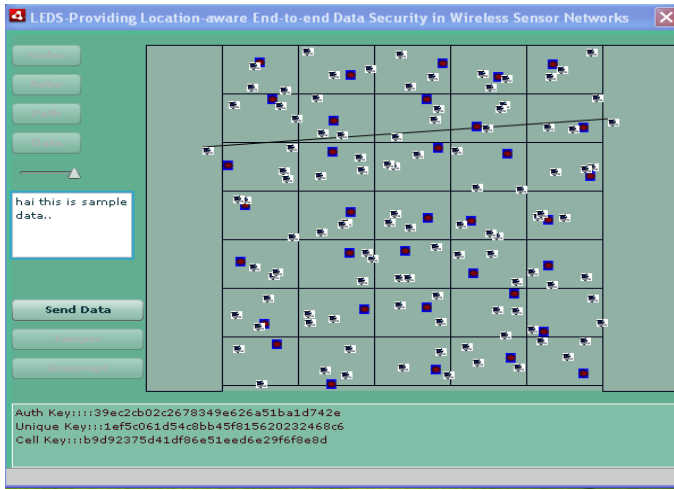 LEDS-Providing Location-aware End-to-end Data Security in Wireless Sensor Networks
hai this is sample
data..
Send Data
Auth Key::::39ec2cb02c2678349e626a51ba1d742e
Unique Key:::1ef5c061d54c8bb45f815620232468c6
Cell Key:::b9d92375d41df86e51eed6e29f6f8e8d